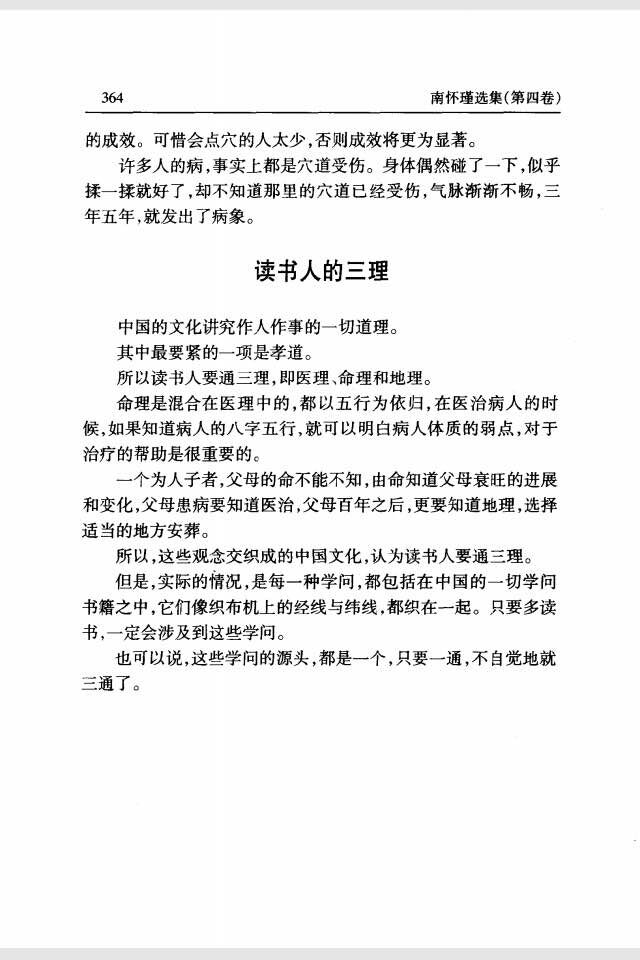 364 南怀瑾选集(第四卷)
的成效。可惜会点穴的人太少,否则成效将更为显著。
许多人的病,事实上都是穴道受伤。身体偶然碰了一下,似乎
揉一揉就好了,却不知道那里的穴道已经受伤,气脉渐渐不畅,三
年五年,就发出了病象。
读书人的三理
中国的文化讲究作人作事的一切道理。
其中最要紧的一项是孝道。
所以读书人要通三理,即医理、命理和地理。
命理是混合在医理中的,都以五行为依归,在医治病人的时
候,如果知道病人的八字五行,就可以明白病人体质的弱点,对于
治疗的帮助是很重要的。
一个为人子者,父母的命不能不知,由命知道父母衰旺的进展
和变化,父母患病要知道医治,父母百年之后,更要知道地理,选择
适当的地方安葬。
所以,这些观念交织成的中国文化,认为读书人要通三理。
但是,实际的情况,是每一种学问,都包括在中国的一切学问
书籍之中,它们像织布机上的经线与纬线,都织在一起。只要多读
书,一定会涉及到这些学问。
也可以说,这些学问的源头,都是一个,只要一通,不自觉地就
三通了。